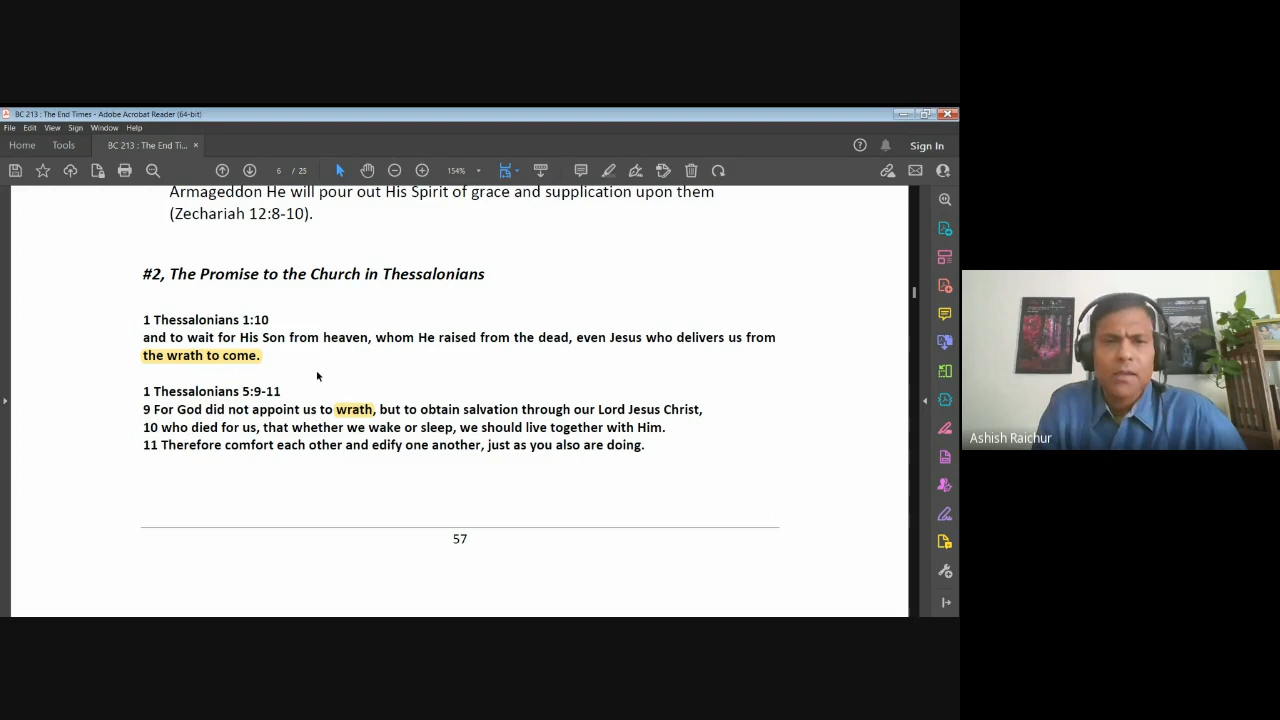 BC 213 : The End Times - Adobe Acrobat Reader (64-bit)
File Edit View Sign Window Help
Home Tools BC 213 : The End Ti... × Sign In
6 / 25 154%
Armageddon He will pour out His Spirit of grace and supplication upon them
(Zechariah 12:8-10).
#2, The Promise to the Church in Thessalonians
1 Thessalonians 1:10
and to wait for His Son from heaven, whom He raised from the dead, even Jesus who delivers us from
the wrath to come.
1 Thessalonians 5:9-11
9 For God did not appoint us to wrath, but to obtain salvation through our Lord Jesus Christ,
10 who died for us, that whether we wake or sleep, we should live together with Him.
11 Therefore comfort each other and edify one another, just as you also are doing.
57
Ashish Raichur